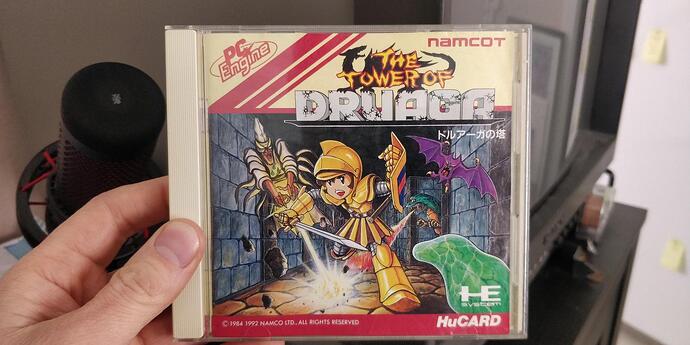 PC Engine
namcoT
THE
TOWER OF
DRUAGA
ドルアーガの塔
HE
system
© 1984 1992 NAMCO LTD., ALL RIGHTS RESERVED
HuCARD